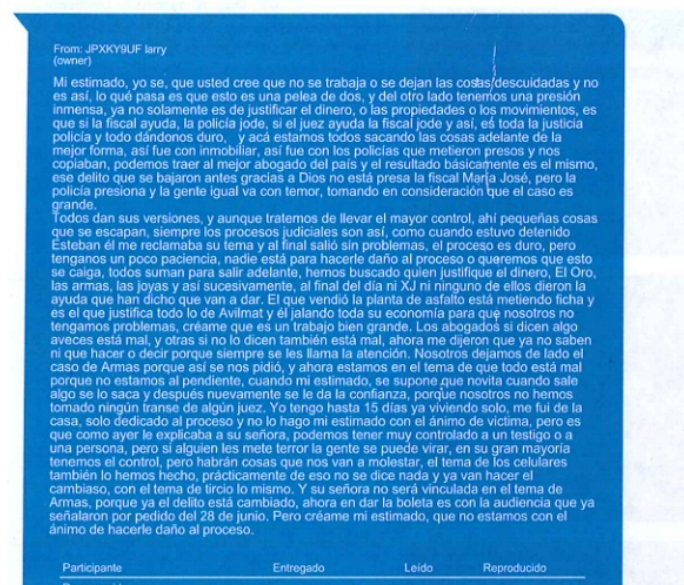 From: JPXKY9UF larry
(owner)
Mi estimado, yo se, que usted cree que no se trabaja o se dejan las costas/descuidadas y no
es así, lo qué pasa es que esto es una pelea de dos, y del otro lado tenemos una presión
inmensa, ya no solamente es de justificar el dinero, o las propiedades o los movimientos, es
que si la fiscal ayuda, la policía jode, si el juez ayuda la fiscal jode y así, es toda la justicia
policía y todo dándonos duro, y acá estamos todos sacando las cosas adelante de la
mejor forma, así fue con inmobiliar, así fue con los policías que metieron presos y nos
copiaban, podemos traer al mejor abogado del país y el resultado básicamente es el mismo,
ese delito que se bajaron antes gracias a Dios no está presa la fiscal María José, pero la
policía presiona y la gente igual va con temor, tomando en consideración que el caso es
grande.
Todos dan sus versiones, y aunque tratemos de llevar el mayor control, ahí pequeñas cosas
que se escapan, siempre los procesos judiciales son así, como cuando estuvo detenido
Esteban él me reclamaba su tema y al final salió sin problemas, el proceso es duro, pero
tenganos un poco paciencia, nadie está para hacerle daño al proceso o queremos que esto
se caiga, todos suman para salir adelante, hemos buscado quien justifique el dinero, El Oro,
las armas, las joyas y así sucesivamente, al final del día ni XJ ni ninguno de ellos dieron la
ayuda que han dicho que van a dar. El que vendió la planta de asfalto está metiendo ficha y
es el que justifica todo lo de Avilmat y él jalando toda su economía para que nosotros no
tengamos problemas, créame que es un trabajo bien grande. Los abogados si dicen algo
aveces está mal, y otras si no lo dicen también está mal, ahora me dijeron que ya no saben
ni que hacer o decir porque siempre se les llama la atención. Nosotros dejamos de lado el
caso de Armas porque así se nos pidió, y ahora estamos en el tema de que todo está mal
porque no estamos al pendiente, cuando mi estimado, se supone que novita cuando sale
algo se lo saca y después nuevamente se le da la confianza, porque nosotros no hemos
tomado ningún transe de algún juez. Yo tengo hasta 15 días ya viviendo solo, me fui de la
casa, solo dedicado al proceso y no lo hago mi estimado con el ánimo de victima, pero es
que como ayer le explicaba a su señora, podemos tener muy controlado a un testigo o a
una persona, pero si alguien les mete terror la gente se puede virar, en su gran mayoría
tenemos el control, pero habrán cosas que nos van a molestar, el tema de los celulares
también lo hemos hecho, prácticamente de eso no se dice nada y ya van hacer el
cambiaso, con el tema de tircio lo mismo. Y su señora no será vinculada en el tema de
Armas, porque ya el delito está cambiado, ahora en dar la boleta es con la audiencia que ya
señalaron por pedido del 28 de junio. Pero créame mi estimado, que no estamos con el
ánimo de hacerle daño al proceso.
Participante Entregado Leído Reproducido